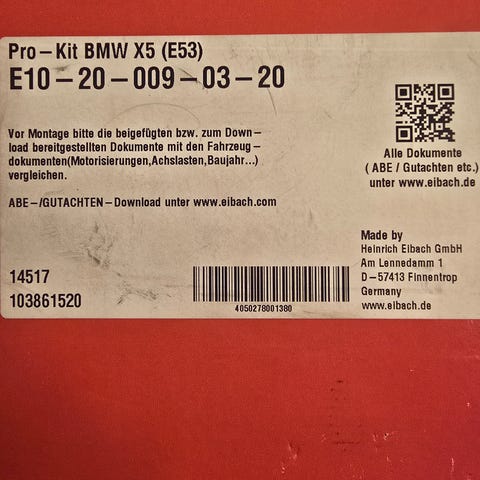 Pro-Kit BMW X5 (E53)
E10-20-009-03-20
Vor Montage bitte die beigefügten bzw. zum Down-
load bereitgestellten Dokumente mit den Fahrzeug-
dokumenten(Motorisierungen,Achslasten,Baujahr...)
vergleichen.
ABE-/GUTACHTEN-Download unter www.eibach.com
Alle Dokumente
( ABE / Gutachten etc.)
unter www.eibach.de
Made by
Heinrich Eibach GmbH
Am Lennedamm 1
D-57413 Finnentrop
Germany
www.eibach.de
14517
103861520
4050278001380